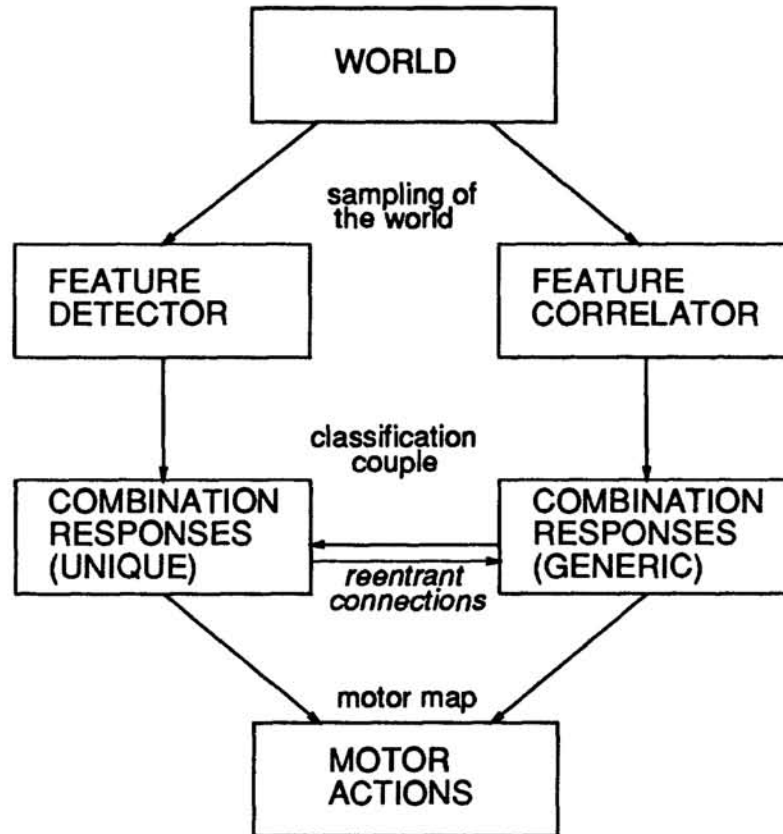 WORLD
sampling of
the world
FEATURE
DETECTOR
FEATURE
CORRELATOR
classification
couple
COMBINATION
RESPONSES
(UNIQUE)
COMBINATION
RESPONSES
(GENERIC)
reentrant
connections
motor map
MOTOR
ACTIONS